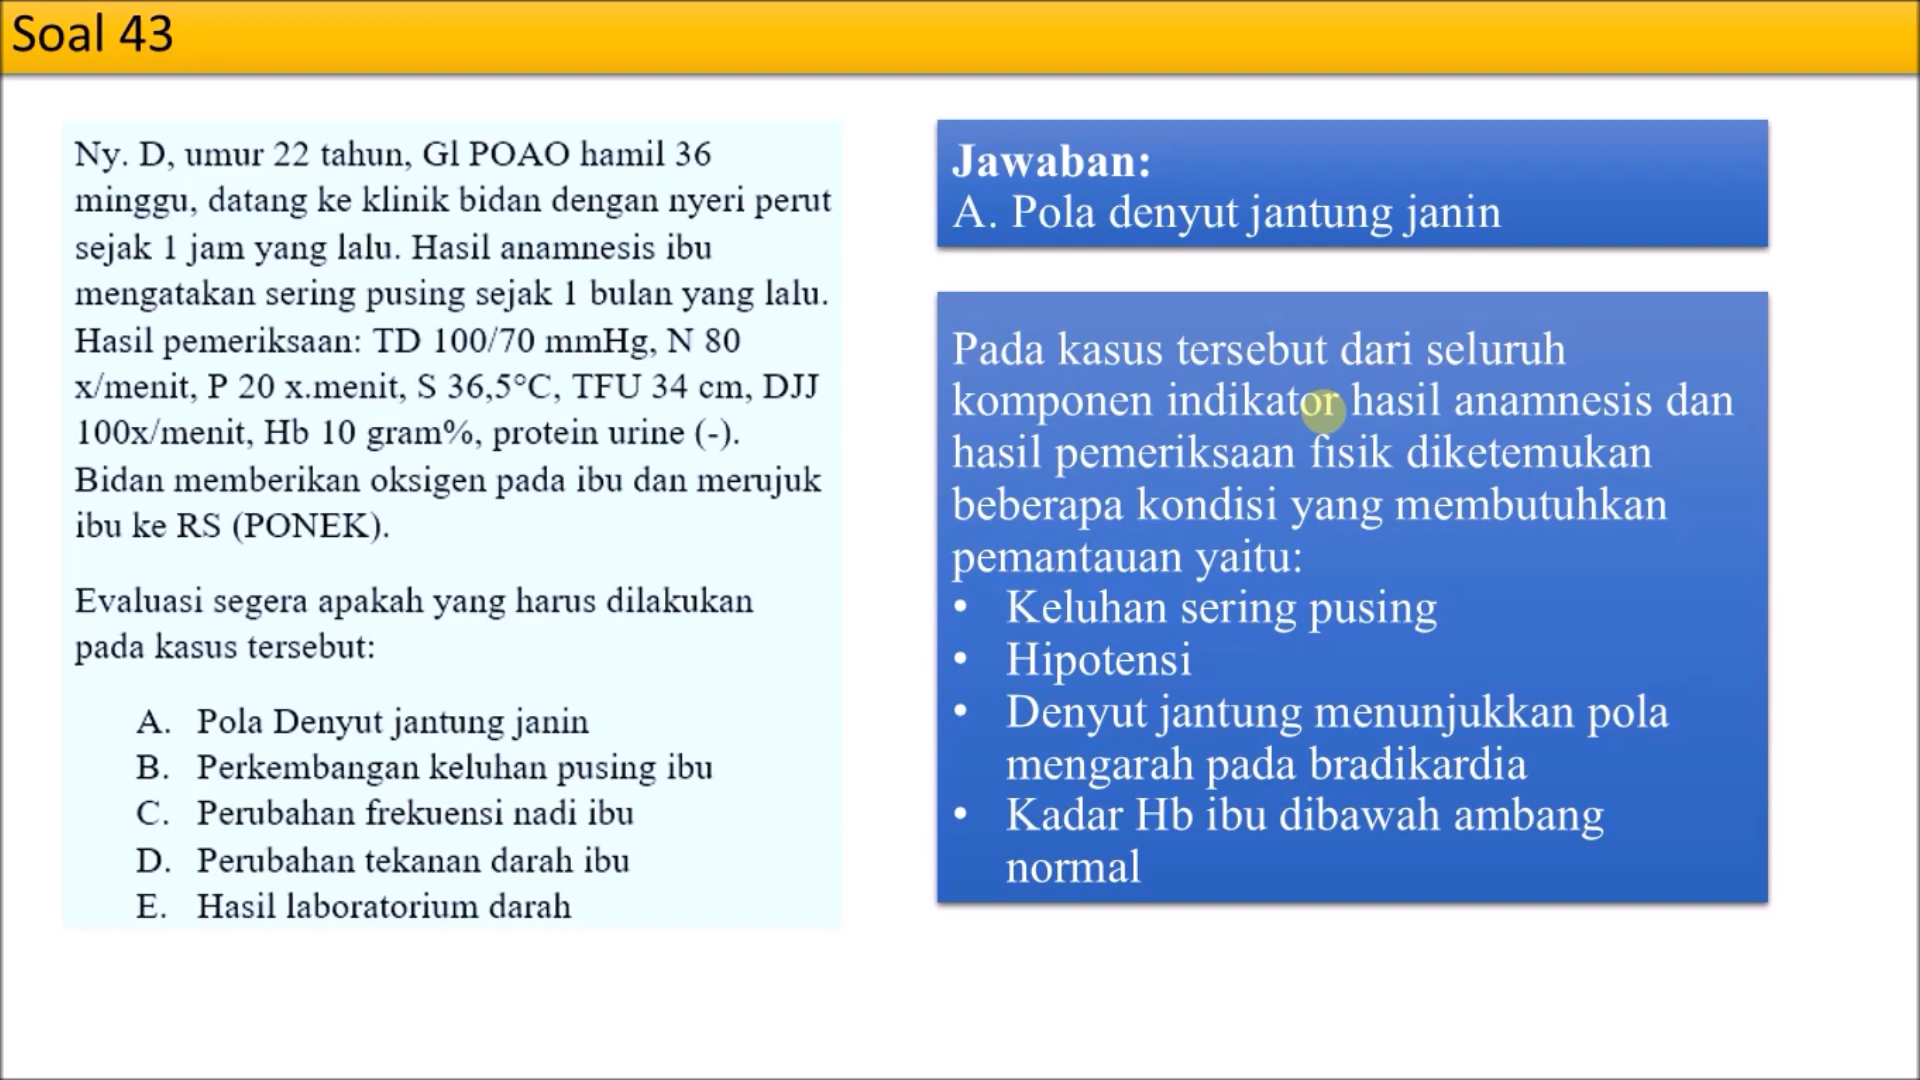 Soal 43
Ny. D, umur 22 tahun, Gl POAO hamil 36
minggu, datang ke klinik bidan dengan nyeri perut
sejak 1 jam yang lalu. Hasil anamnesis ibu
mengatakan sering pusing sejak 1 bulan yang lalu.
Hasil pemeriksaan: TD 100/70 mmHg, N 80
x/menit, P 20 x.menit, S 36,5°C, TFU 34 cm, DJJ
100x/menit, Hb 10 gram%, protein urine (-).
Bidan memberikan oksigen pada ibu dan merujuk
ibu ke RS (PONEK).
Evaluasi segera apakah yang harus dilakukan
pada kasus tersebut:
A. Pola Denyut jantung janin
B. Perkembangan keluhan pusing ibu
C. Perubahan frekuensi nadi ibu
D. Perubahan tekanan darah ibu
E. Hasil laboratorium darah
Jawaban:
A. Pola denyut jantung janin
Pada kasus tersebut dari seluruh
komponen indikator hasil anamnesis dan
hasil pemeriksaan fisik diketemukan
beberapa kondisi yang membutuhkan
pemantauan yaitu:
• Keluhan sering pusing
• Hipotensi
• Denyut jantung menunjukkan pola
mengarah pada bradikardia
• Kadar Hb ibu dibawah ambang
normal